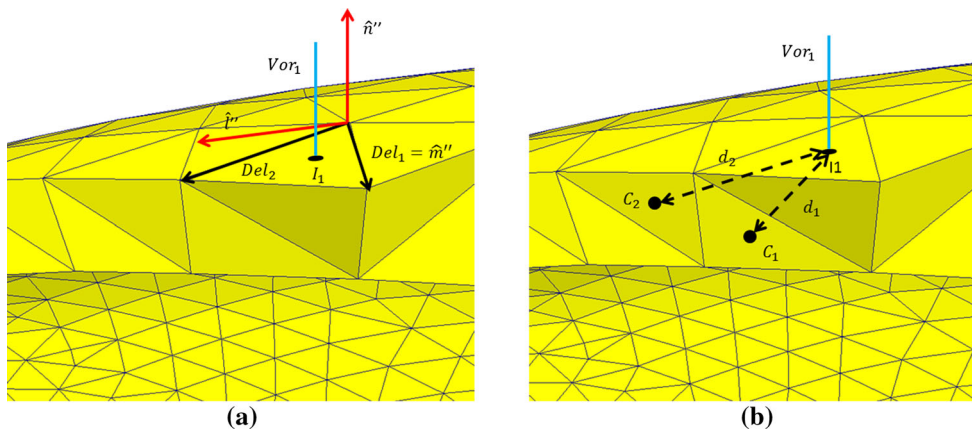 n̂''
Vor₁
l̂''
Del₁ = m̂''
Del₂
I₁
(a)
Vor₁
d₂
I1
C₂
d₁
C₁
(b)